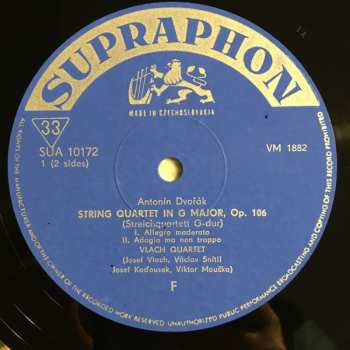 SUPRAPHON
MADE IN CZECHOSLOVAKIA
33
SUA 10172
1 (2 sides)
VM 1882
Antonín Dvořák
STRING QUARTET IN G MAJOR, Op. 106
(Streichquartett G-dur)
I. Allegro moderato
II. Adagio ma non troppo
VLACH QUARTET
(Josef Vlach, Václav Snítil
Josef Koďousek, Viktor Moučka)
F
ALL RIGHTS OF THE MANUFACTURER AND OF THE OWNER OF THE RECORDED WORK RESERVED. UNAUTHORIZED PUBLIC PERFORMANCE BROADCASTING AND COPYING OF THIS RECORD PROHIBITED